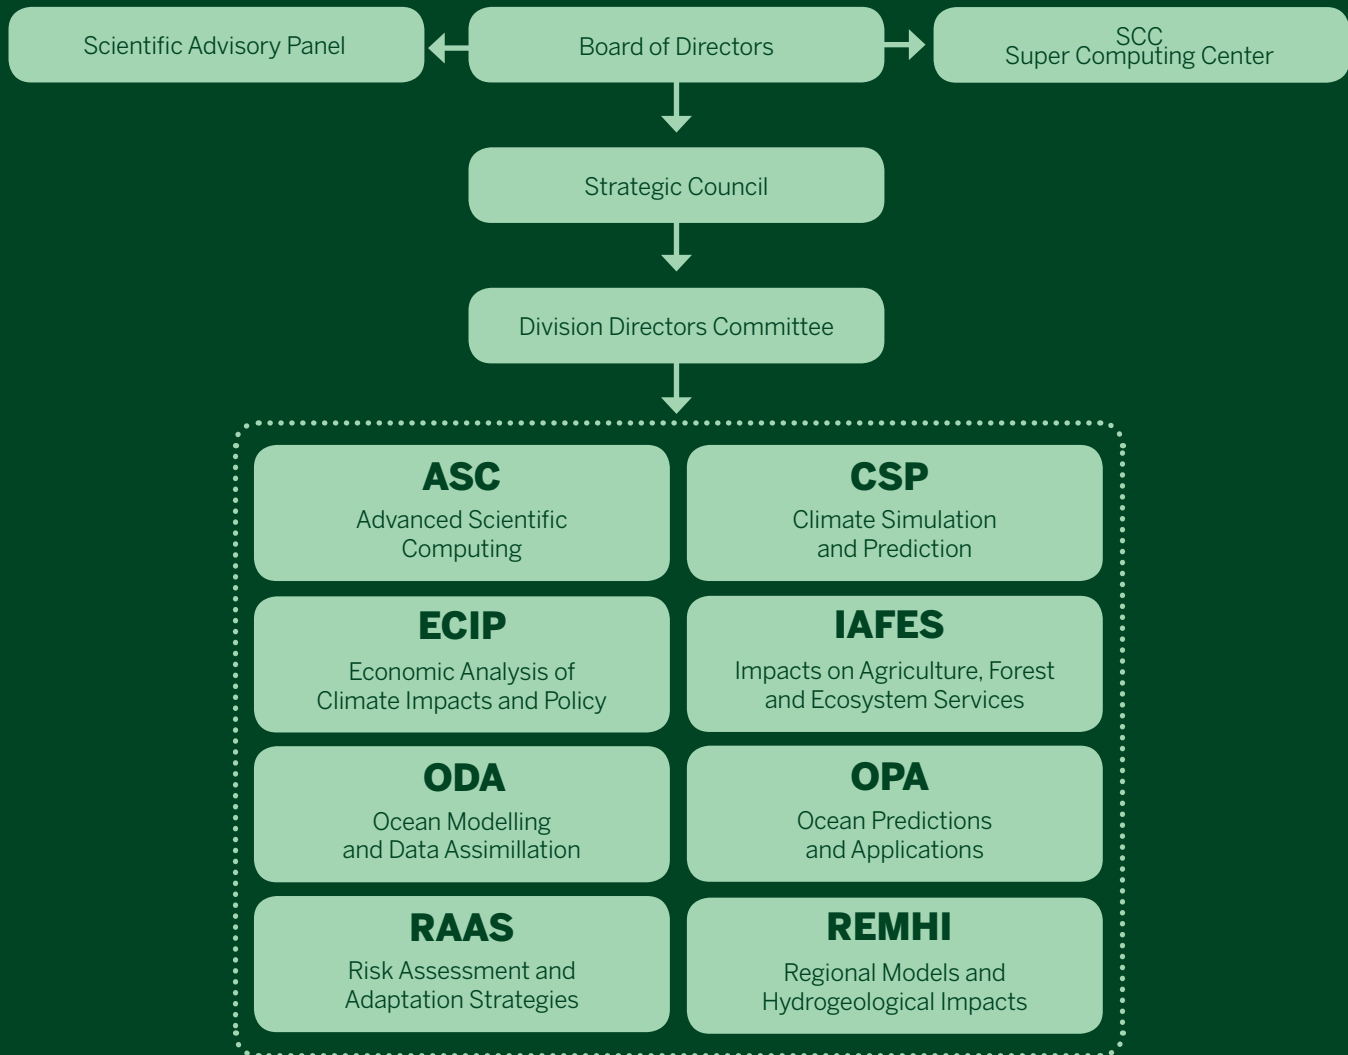 Scientific Advisory Panel
Board of Directors
SCC
Super Computing Center
Strategic Council
Division Directors Committee
ASC
Advanced Scientific
Computing
CSP
Climate Simulation
and Prediction
ECIP
Economic Analysis of
Climate Impacts and Policy
IAFES
Impacts on Agriculture, Forest
and Ecosystem Services
ODA
Ocean Modelling
and Data Assimillation
OPA
Ocean Predictions
and Applications
RAAS
Risk Assessment and
Adaptation Strategies
REMHI
Regional Models and
Hydrogeological Impacts